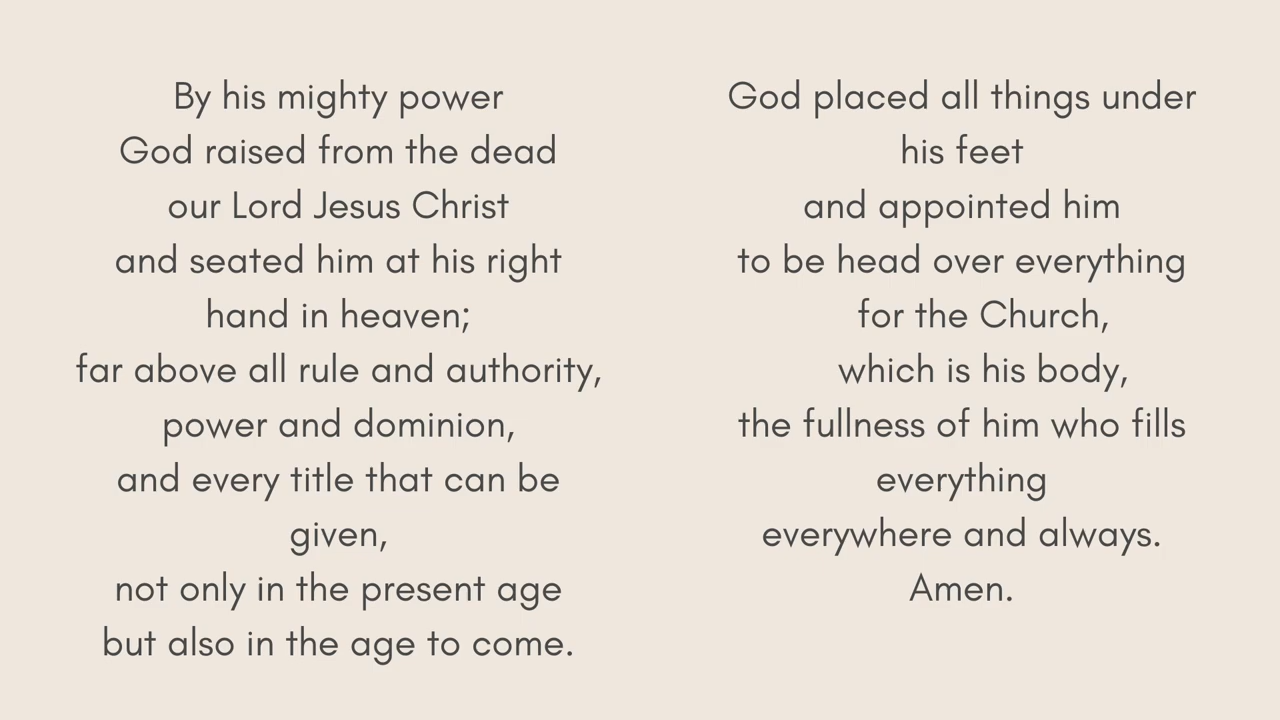 By his mighty power
God raised from the dead
our Lord Jesus Christ
and seated him at his right
hand in heaven;
far above all rule and authority,
power and dominion,
and every title that can be
given,
not only in the present age
but also in the age to come.
God placed all things under
his feet
and appointed him
to be head over everything
for the Church,
which is his body,
the fullness of him who fills
everything
everywhere and always.
Amen.